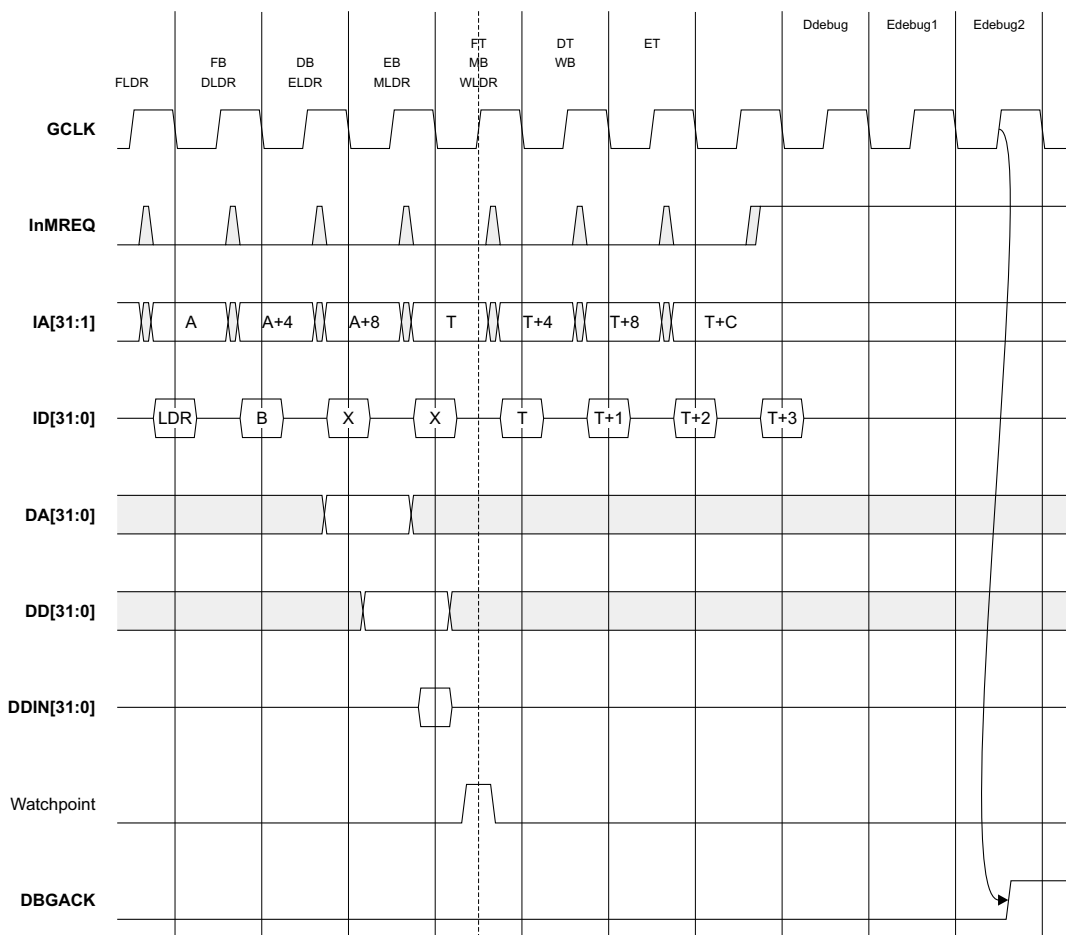 Ddebug Edebug1 Edebug2
FT DT ET
FB DB EB MB WB
FLDR DLDR ELDR MLDR WLDR
GCLK
InMREQ
IA[31:1] A A+4 A+8 T T+4 T+8 T+C
ID[31:0] LDR B X X T T+1 T+2 T+3
DA[31:0]
DD[31:0]
DDIN[31:0]
Watchpoint
DBGACK